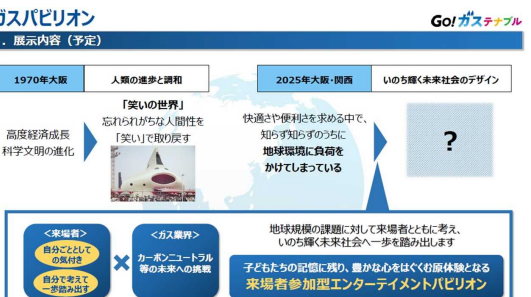 ガスパビリオン
Go!ガステナブル
．展示内容（予定）
1970年大阪
人類の進歩と調和
2025年大阪・関西
いのち輝く未来社会のデザイン
高度経済成長
科学文明の進化
「笑いの世界」
忘れられがちな人間性を
「笑い」で取り戻す
快適さや便利さを求める中で、
知らず知らずのうちに
地球環境に負荷を
かけてしまっている
?
＜来場者＞
自分ごととして
の気付き
自分で考えて
一歩踏み出す
×
＜ガス業界＞
カーボンニュートラル
等の未来への挑戦
地球規模の課題に対して来場者とともに考え、
いのち輝く未来社会へ一歩を踏み出します
子どもたちの記憶に残り、豊かな心をはぐくむ原体験となる
来場者参加型エンターテイメントパビリオン